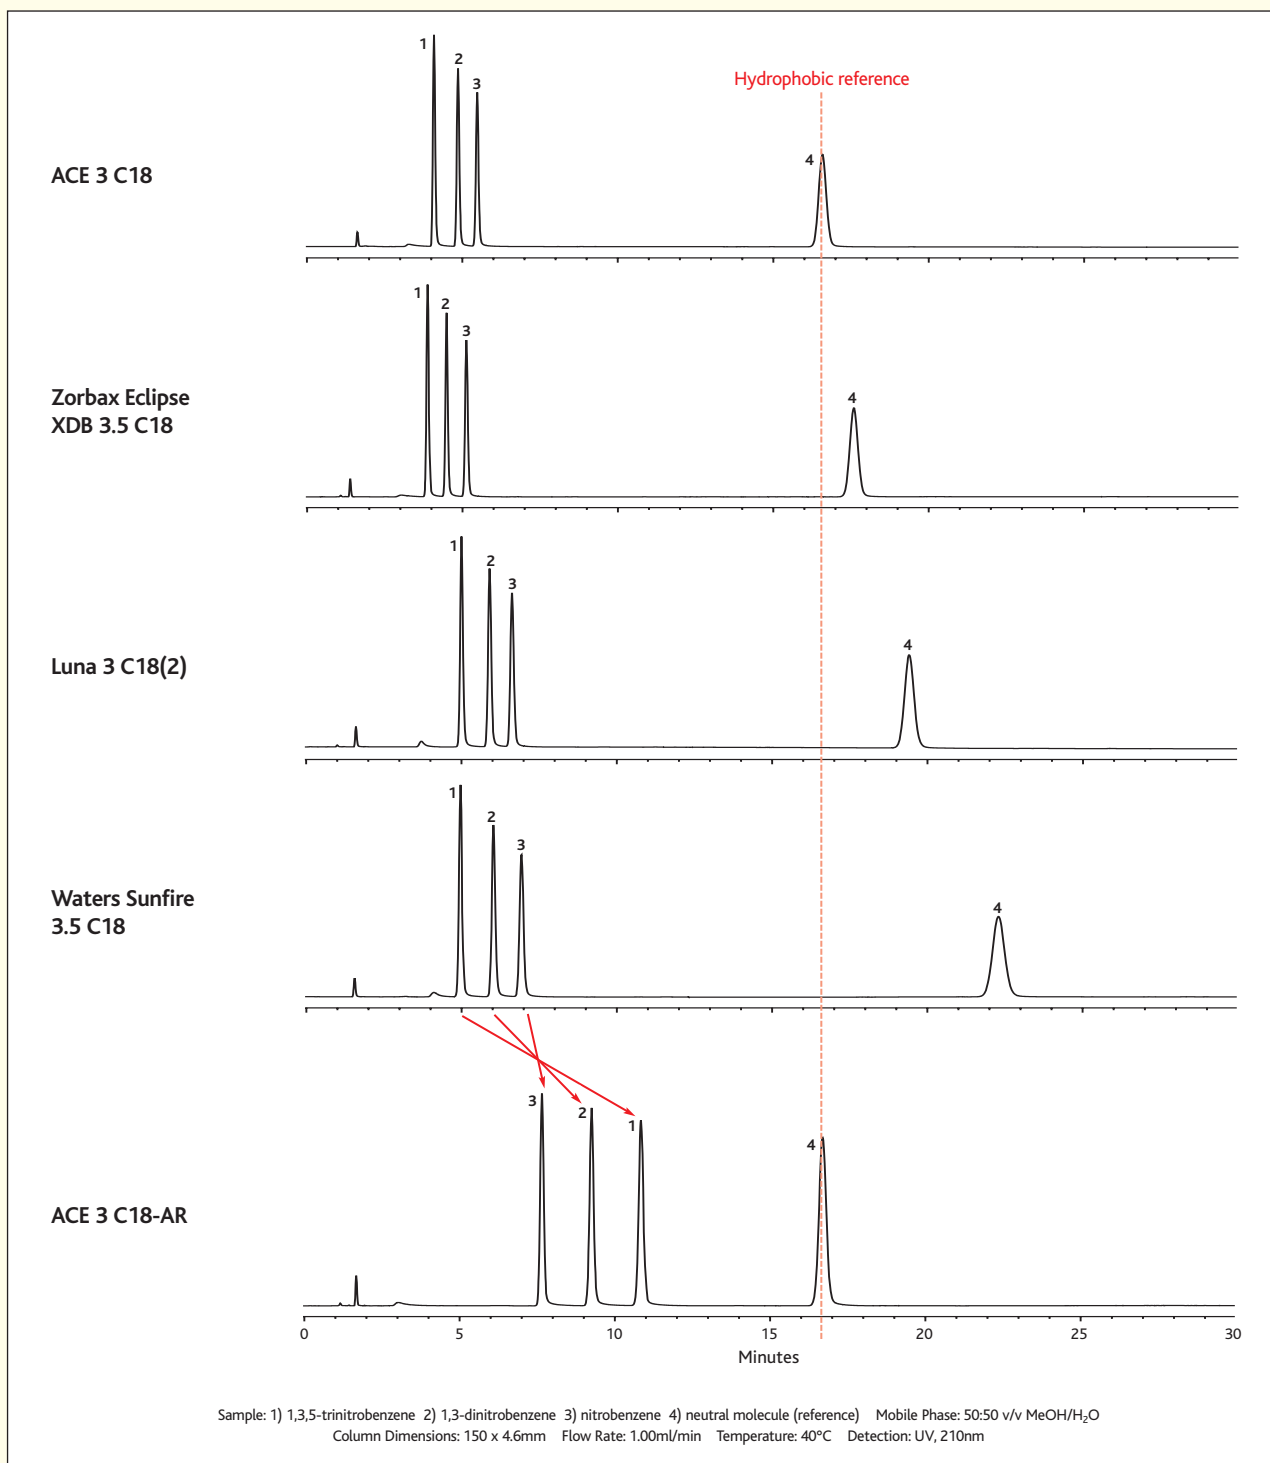 Hydrophobic reference
ACE 3 C18
1
2
3
4
Zorbax Eclipse
XDB 3.5 C18
1
2
3
4
Luna 3 C18(2)
1
2
3
4
Waters Sunfire
3.5 C18
1
2
3
4
ACE 3 C18-AR
3
2
1
4
0 5 10 15 20 25 30
Minutes
Sample: 1) 1,3,5-trinitrobenzene 2) 1,3-dinitrobenzene 3) nitrobenzene 4) neutral molecule (reference) Mobile Phase: 50:50 v/v MeOH/H₂O
Column Dimensions: 150 x 4.6mm Flow Rate: 1.00ml/min Temperature: 40ºC Detection: UV, 210nm